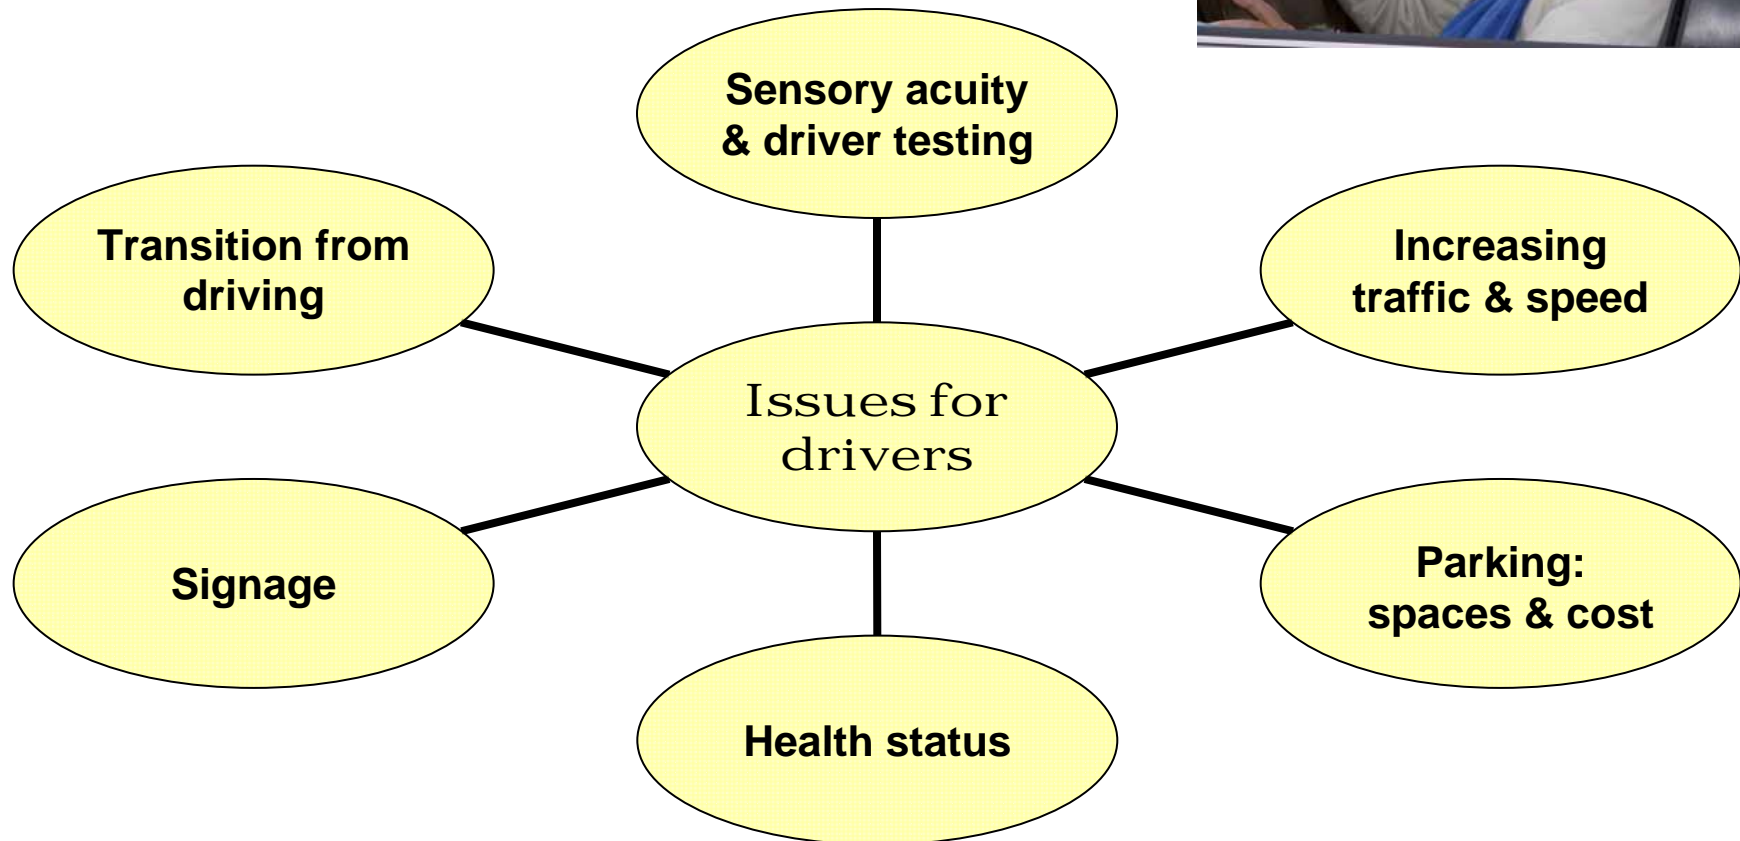 Sensory acuity
& driver testing
Transition from
driving
Increasing
traffic & speed
Issues for
drivers
Signage
Parking:
spaces & cost
Health status